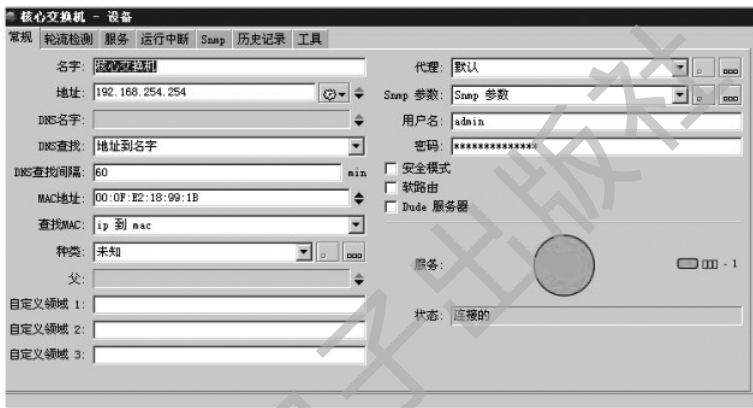 核心交换机 - 设备
常规 轮流检测 服务 运行中断 Snmp 历史记录 工具
名字: 核心交换机
地址: 192.168.254.254
DNS名字:
DNS查找: 地址到名字
DNS查找间隔: 60 min
MAC地址: 00:0F:E2:18:99:1B
查找MAC: ip 到 mac
种类: 未知
父:
自定义领域 1:
自定义领域 2:
自定义领域 3:
代理: 默认
Snmp 参数: Snmp 参数
用户名: admin
密码: *************
安全模式
软路由
Dude 服务器
服务: - 1
状态: 连接的
子出版社